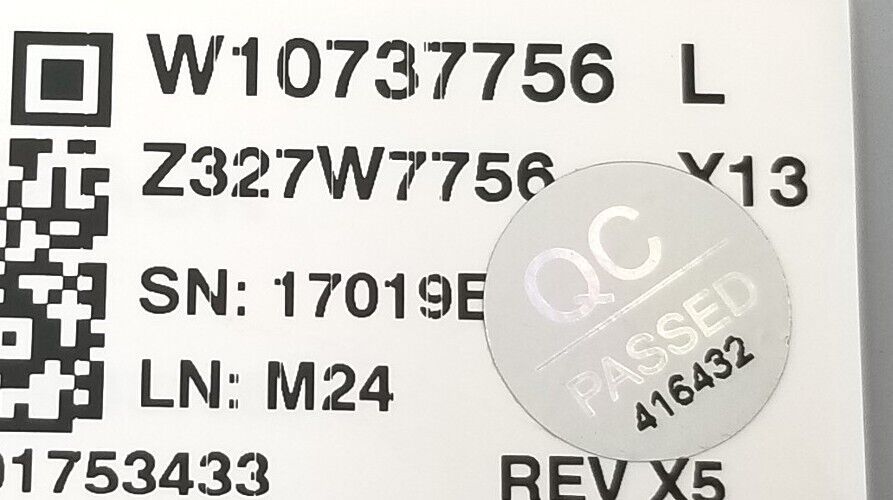 W10737756 L
Z327W7756 X13
SN: 17019E
LN: M24
QC
PASSED
416432
01753433
REV X5